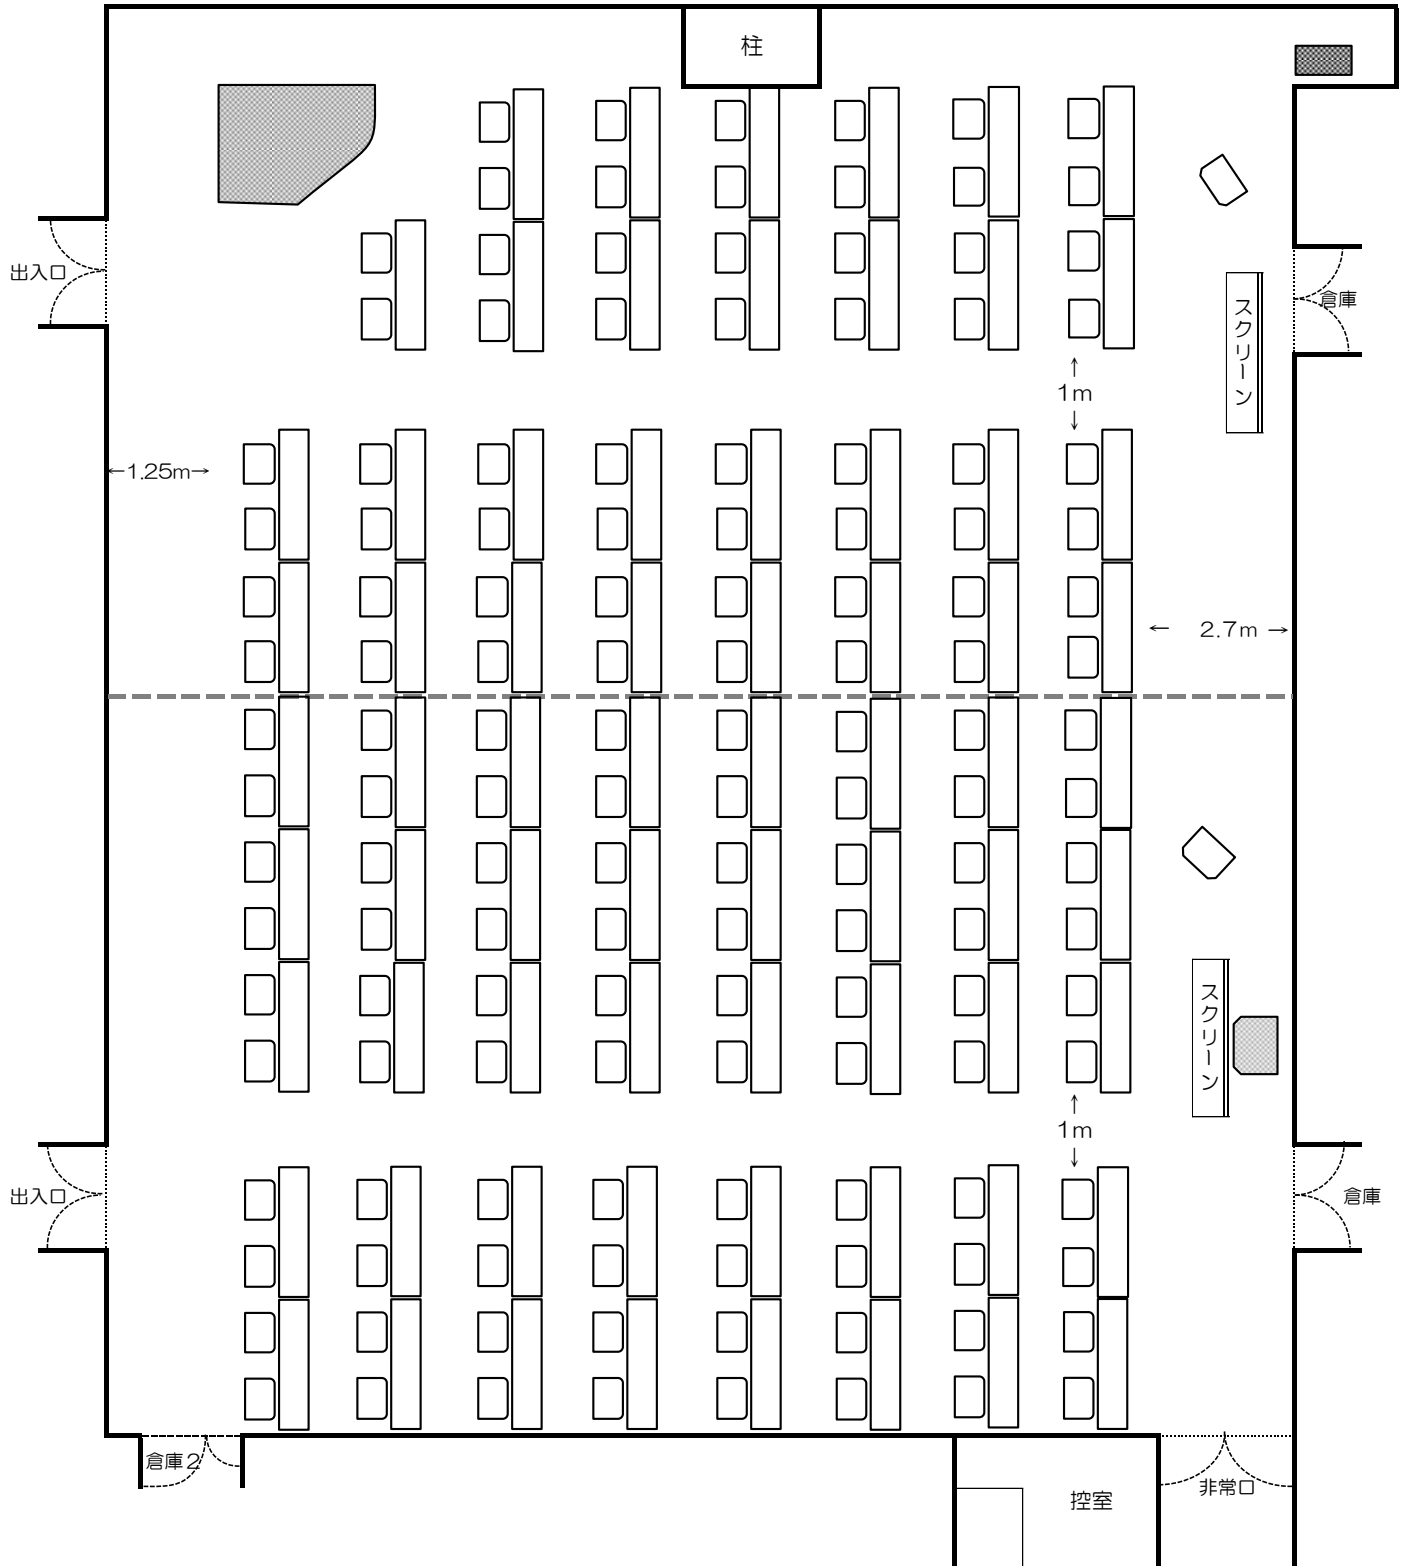 柱
出入口
倉庫
スクリーン
1m
←1.25m→
← 2.7m →
スクリーン
1m
出入口
倉庫
倉庫2
非常口
控室